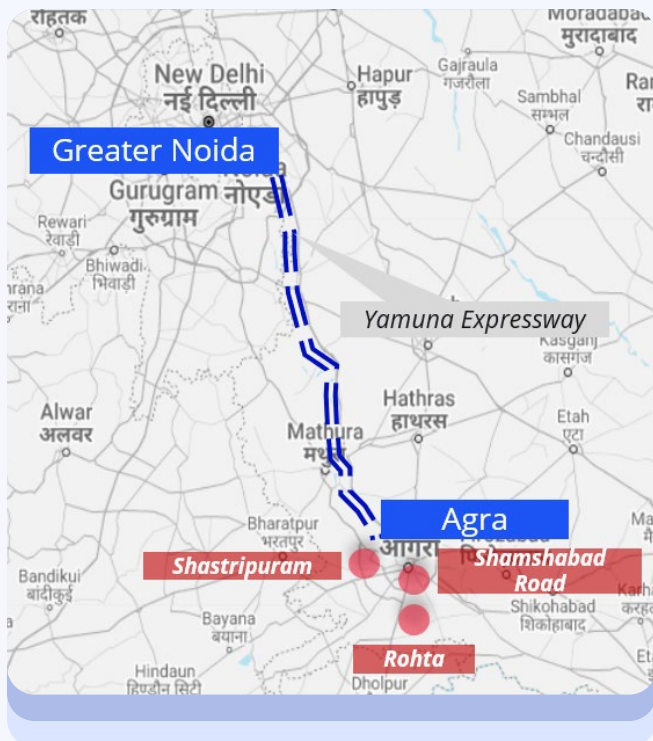 रोहतक
Moradabad
मुरादाबाद
New Delhi
नई दिल्ली
Hapur
हापुड़
Gajraula
गजरौला
Sambhal
सम्भल
Chandausi
चन्दौसी
Greater Noida
Gurugram
गुरुग्राम
Rewari
रेवाड़ी
Bhiwadi
भिवाड़ी
Yamuna Expressway
Kasganj
कासगंज
Alwar
अलवर
Hathras
हाथरस
Etah
एटा
Mathura
Agra
आगरा
Bharatpur
भरतपुर
Shastripuram
Shamshabad
Road
Bandikui
बांदीकुई
Shikohabad
शिकोहाबाद
Bayana
बयाना
Rohta
Hindaun
हिण्डौन सिटी
Dholpur